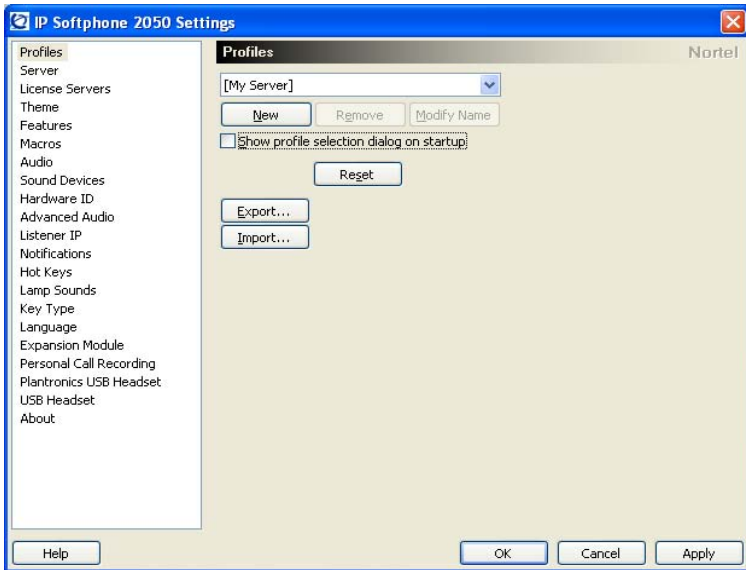 IP Softphone 2050 Settings
Profiles
Server
License Servers
Theme
Features
Macros
Audio
Sound Devices
Hardware ID
Advanced Audio
Listener IP
Notifications
Hot Keys
Lamp Sounds
Key Type
Language
Expansion Module
Personal Call Recording
Plantronics USB Headset
USB Headset
About
Profiles
Nortel
[My Server]
New
Remove
Modify Name
Show profile selection dialog on startup
Reset
Export...
Import...
Help
OK
Cancel
Apply